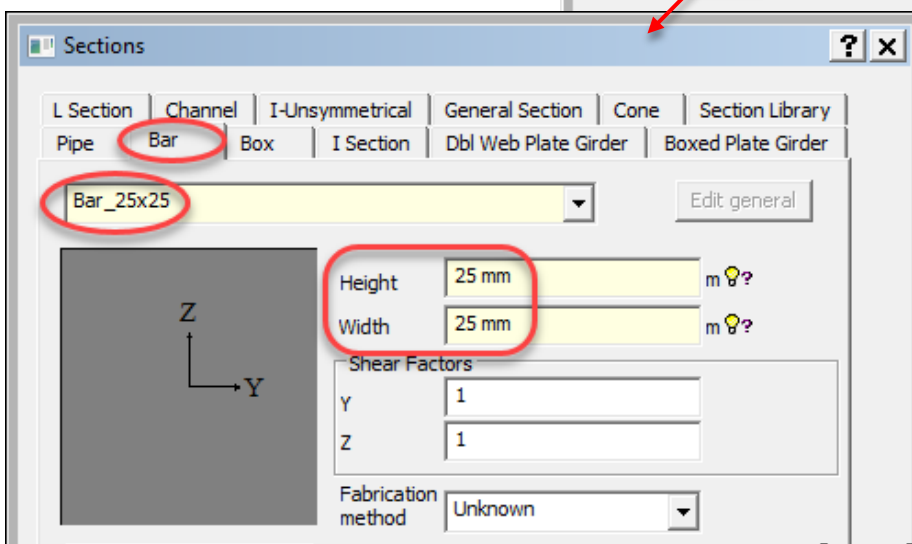 Sections ? x
L Section Channel I-Unsymmetrical General Section Cone Section Library
Pipe Bar Box I Section Dbl Web Plate Girder Boxed Plate Girder
Bar_25x25 Edit general
Height 25 mm m ?
Z
Width 25 mm m ?
Shear Factors
Y
Y 1
Z 1
Fabrication
method Unknown